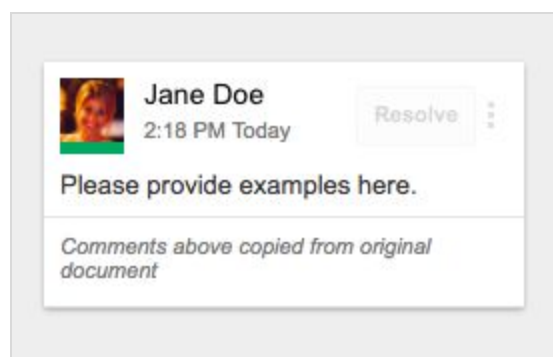 Jane Doe
2:18 PM Today
Resolve
Please provide examples here.
Comments above copied from original
document